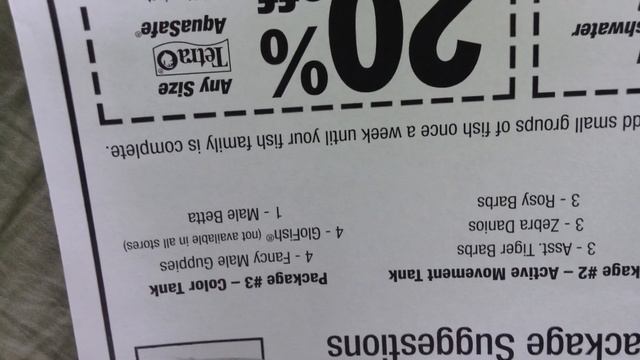 ackage Suggestions
kage #2 – Active Movement Tank
3 - Asst. Tiger Barbs
3 - Zebra Danios
3 - Rosy Barbs
Package #3 – Color Tank
4 - Fancy Male Guppies
4 - GloFish® (not available in all stores)
1 - Male Betta
dd small groups of fish once a week until your fish family is complete.
shwater
20%
off
Any Size
Tetra
AquaSafe®